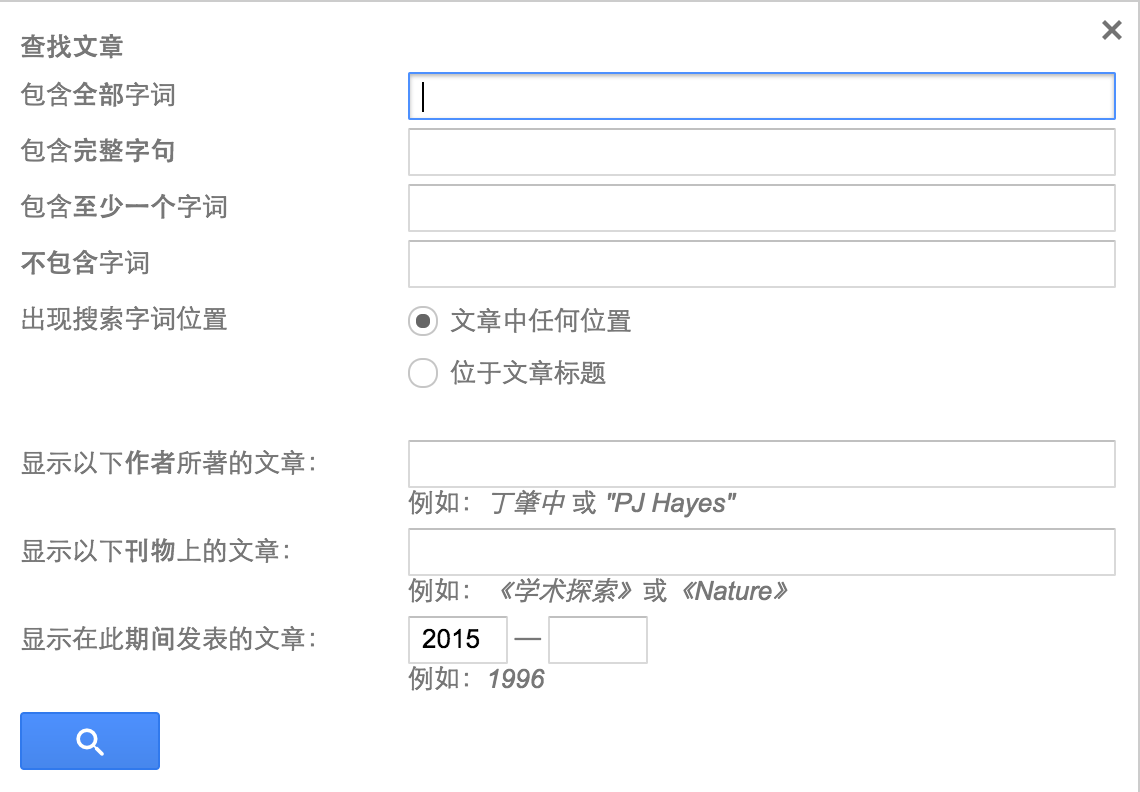 查找文章
包含全部字词
包含完整字句
包含至少一个字词
不包含字词
出现搜索字词位置
文章中任何位置
位于文章标题
显示以下作者所著的文章：
例如： 丁肇中 或 "PJ Hayes"
显示以下刊物上的文章：
例如： 《学术探索》或《Nature》
显示在此期间发表的文章：
2015 —
例如：1996